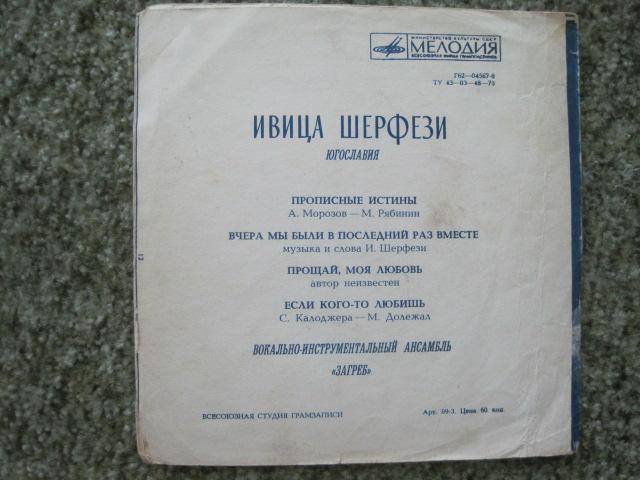 МИНИСТЕРСТВО КУЛЬТУРЫ СССР
МЕЛОДИЯ
ВСЕСОЮЗНАЯ ФИРМА ГРАМПЛАСТИНОК
Г62—04567-8
ТУ 43—03—48—73
ИВИЦА ШЕРФЕЗИ
ЮГОСЛАВИЯ
ПРОПИСНЫЕ ИСТИНЫ
А. Морозов — М. Рябинин
ВЧЕРА МЫ БЫЛИ В ПОСЛЕДНИЙ РАЗ ВМЕСТЕ
музыка и слова И. Шерфези
ПРОЩАЙ, МОЯ ЛЮБОВЬ
автор неизвестен
ЕСЛИ КОГО-ТО ЛЮБИШЬ
С. Калоджера — М. Долежал
ВОКАЛЬНО-ИНСТРУМЕНТАЛЬНЫЙ АНСАМБЛЬ
«ЗАГРЕБ»
ВСЕСОЮЗНАЯ СТУДИЯ ГРАМЗАПИСИ
Арт. 09-3. Цена 60 коп.
12